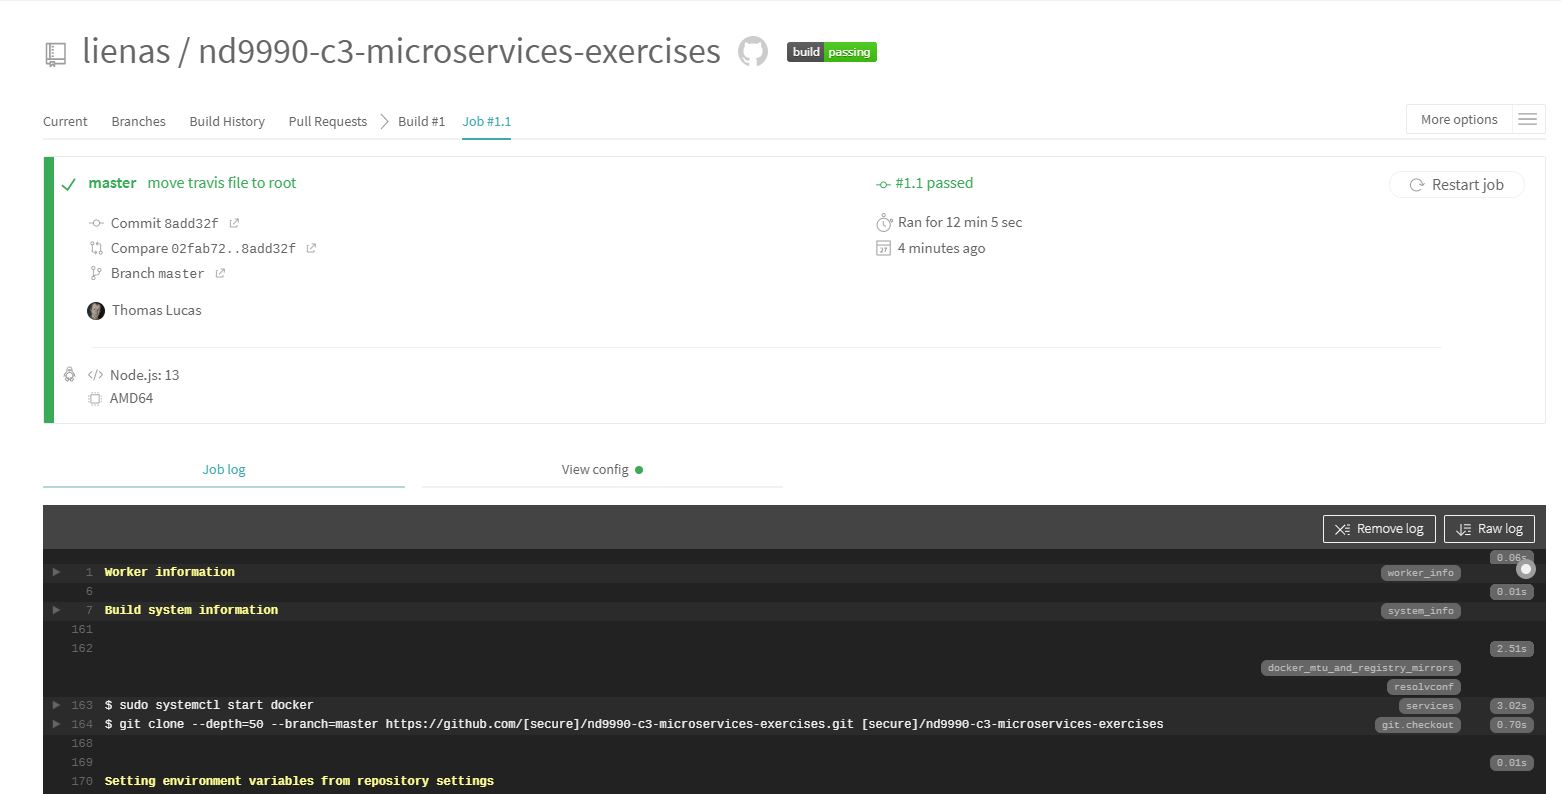 lienas / nd9990-c3-microservices-exercises build passing
Current Branches Build History Pull Requests Build #1 Job #1.1 More options
master move travis file to root #1.1 passed Restart job
Commit 8add32f Ran for 12 min 5 sec
Compare 02fab72..8add32f 4 minutes ago
Branch master
Thomas Lucas
Node.js: 13
AMD64
Job log View config
Remove log Raw log
0.06s
1 Worker information worker_info
6 0.01s
7 Build system information system_info
161
162 2.51s
docker_mtu_and_registry_mirrors
resolvconf
163 $ sudo systemctl start docker services 3.02s
164 $ git clone --depth=50 --branch=master https://github.com/[secure]/nd9990-c3-microservices-exercises.git [secure]/nd9990-c3-microservices-exercises git.checkout 0.70s
168
169 0.01s
170 Setting environment variables from repository settings